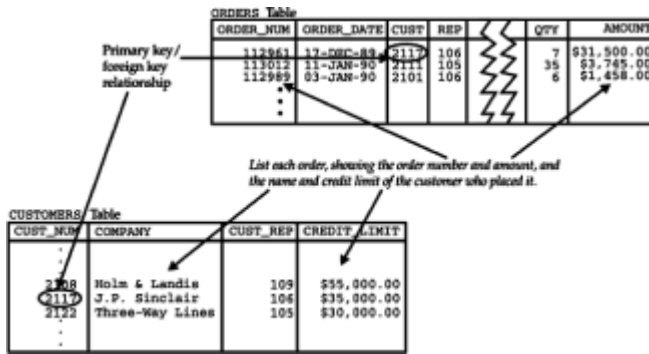 ORDERS Table
ORDER_NUM ORDER_DATE CUST REP QTY AMOUNT
112961 17-DEC-89 2117 106 7 $31,500.00
113012 11-JAN-90 2111 105 35 $3,745.00
112989 03-JAN-90 2101 106 6 $1,458.00
Primary key/
foreign key
relationship
List each order, showing the order number and amount, and
the name and credit limit of the customer who placed it.
CUSTOMERS Table
CUST_NUM COMPANY CUST_REP CREDIT_LIMIT
2108 Holm & Landis 109 $55,000.00
2117 J.P. Sinclair 106 $35,000.00
2122 Three-Way Lines 105 $30,000.00